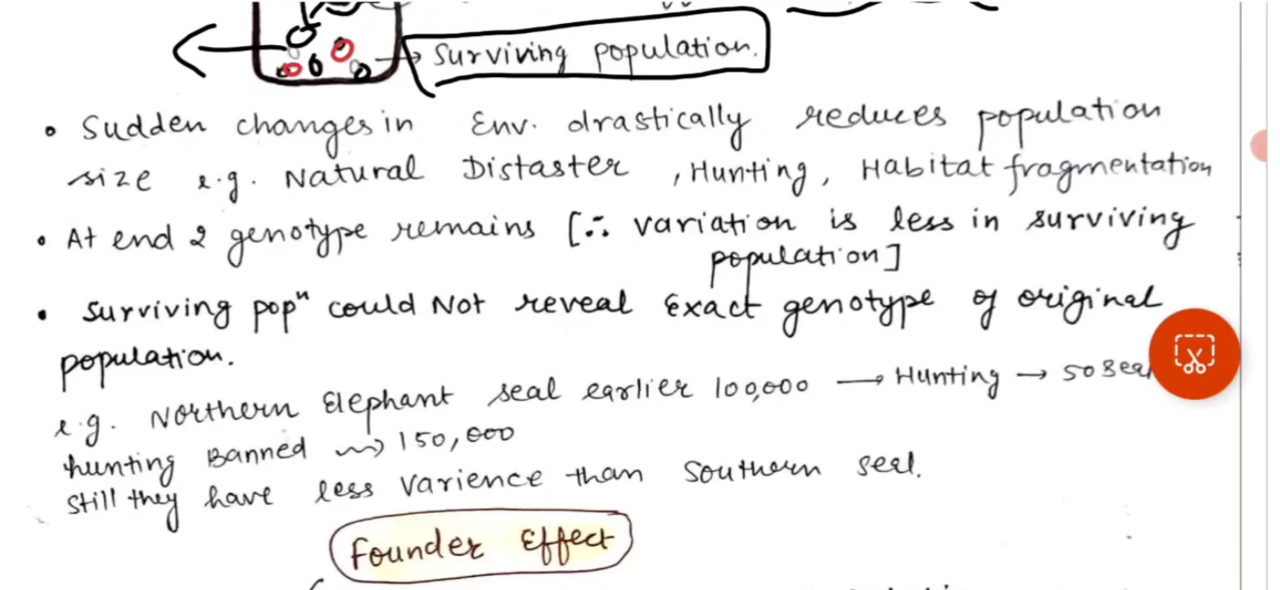 Surviving population.
• Sudden changes in Env. drastically reduces population
size e.g. Natural Distaster, Hunting, Habitat fragmentation
• At end 2 genotype remains [∴ variation is less in surviving
population]
• Surviving popⁿ could Not reveal Exact genotype of original
population.
e.g. Northern Elephant seal earlier 100,000 → Hunting → 50
hunting Banned ⇝ 150,000
still they have less varience than southern seal.
Founder Effect